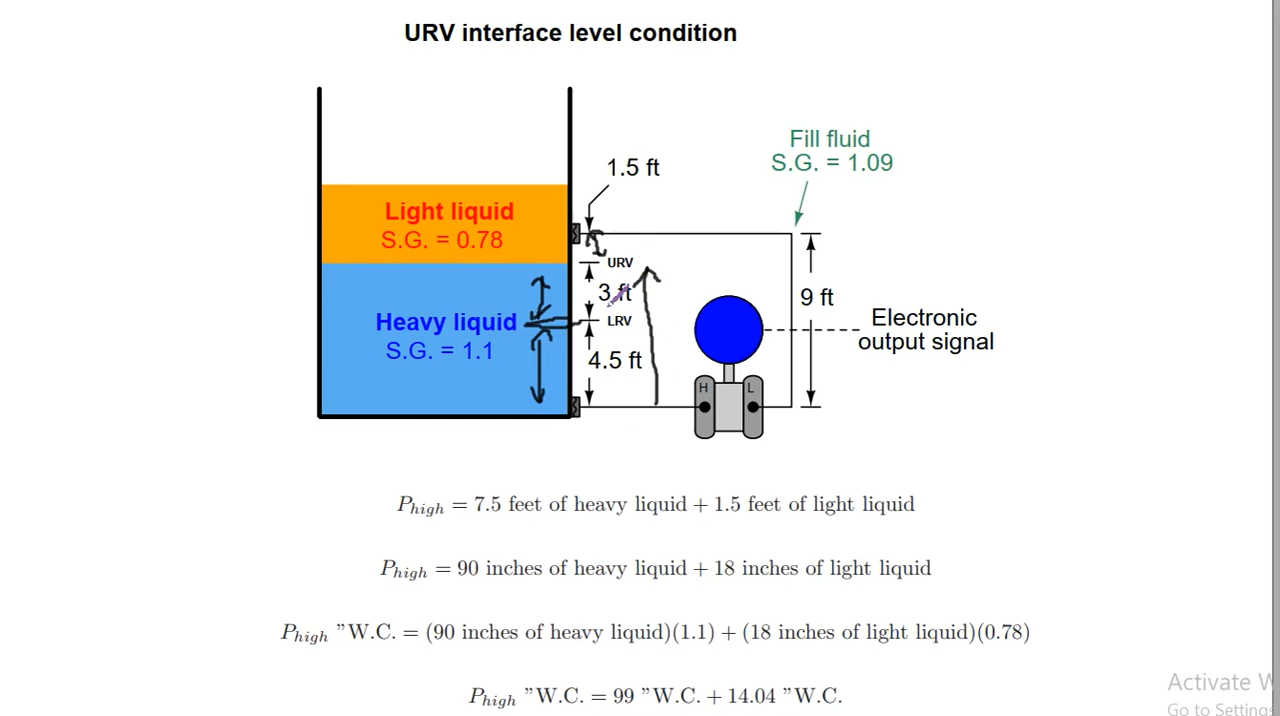 URV interface level condition
Fill fluid
S.G. = 1.09
1.5 ft
Light liquid
S.G. = 0.78
URV
3 ft
9 ft
Heavy liquid
S.G. = 1.1
LRV
4.5 ft
Electronic
output signal
H
L
P_high = 7.5 feet of heavy liquid + 1.5 feet of light liquid
P_high = 90 inches of heavy liquid + 18 inches of light liquid
P_high ”W.C. = (90 inches of heavy liquid)(1.1) + (18 inches of light liquid)(0.78)
P_high ”W.C. = 99 ”W.C. + 14.04 ”W.C.
Activate W
Go to Settings